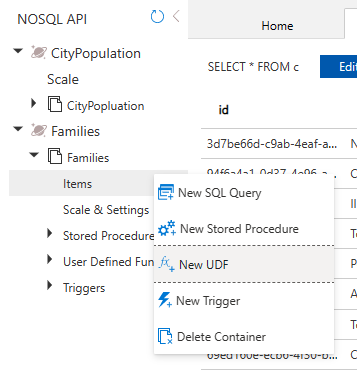 NOSQL API
Home
CityPopulation
SELECT * FROM c
Edi
Scale
CityPopluation
id
Families
3d7be66d-c9ab-4eaf-a...
Families
94f6a4a1-0d37-4e96-a
Items
New SQL Query
Scale & Settings
New Stored Procedure
Stored Procedure
User Defined Fun
New UDF
Triggers
New Trigger
Delete Container
69ed160e-ecb6-4f30-b